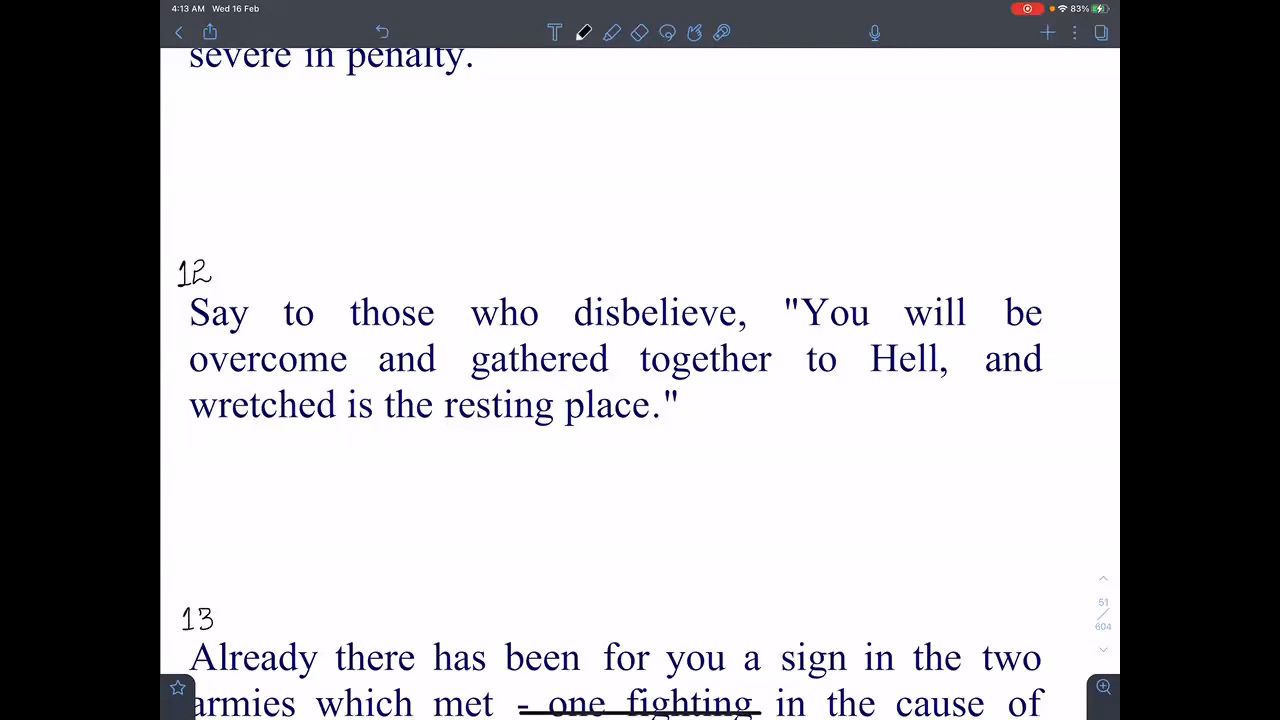 4:13 AM Wed 16 Feb
83%
severe in penalty.
12
Say to those who disbelieve, "You will be
overcome and gathered together to Hell, and
wretched is the resting place."
51
604
13
Already there has been for you a sign in the two
armies which met - one fighting in the cause of